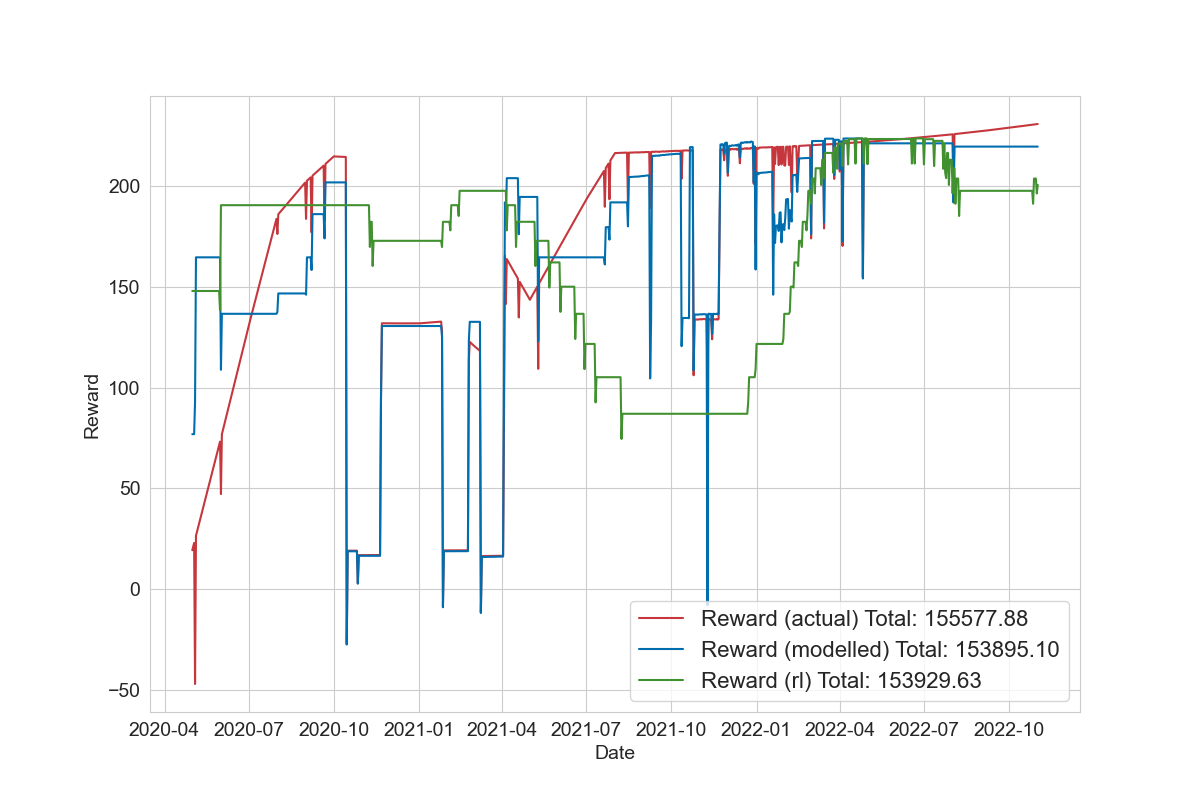 200
150
100
50
0
−50
Reward
2020-04 2020-07 2020-10 2021-01 2021-04 2021-07 2021-10 2022-01 2022-04 2022-07 2022-10
Date
Reward (actual) Total: 155577.88
Reward (modelled) Total: 153895.10
Reward (rl) Total: 153929.63